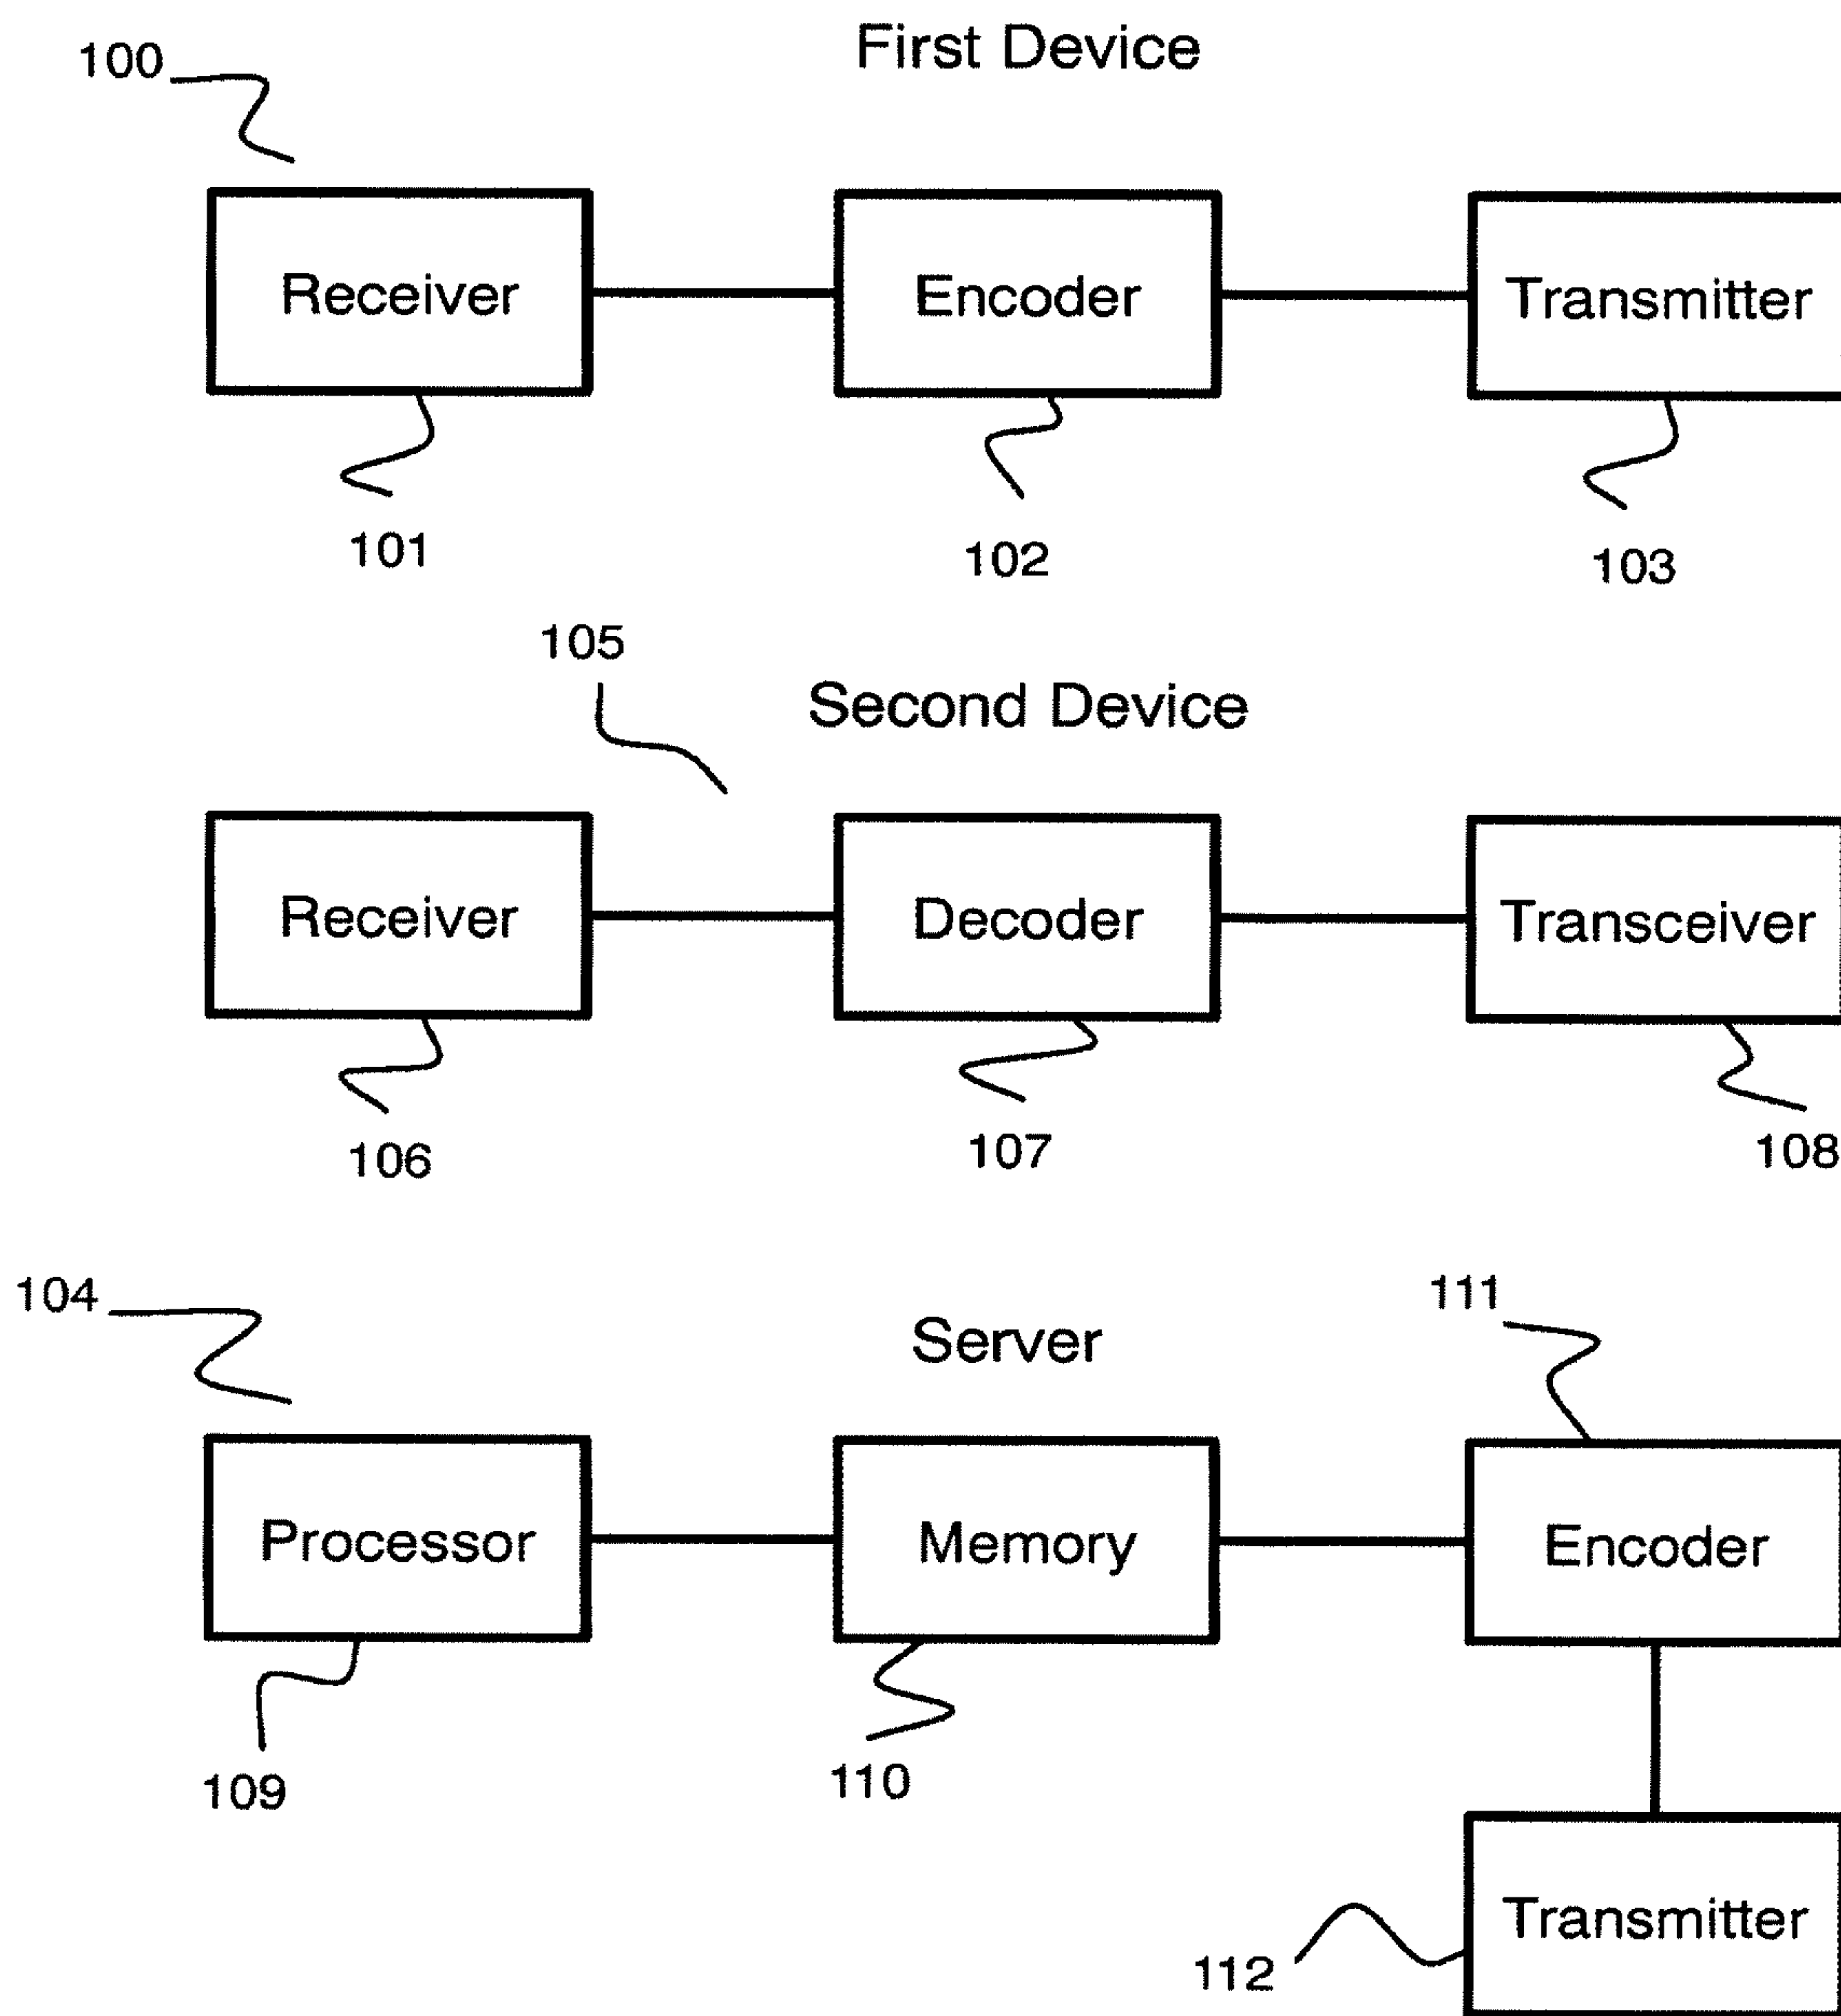 First Device
100
Receiver
Encoder
Transmitter
101
102
103
105
Second Device
Receiver
Decoder
Transceiver
106
107
108
104
Server
111
Processor
Memory
Encoder
109
110
Transmitter
112